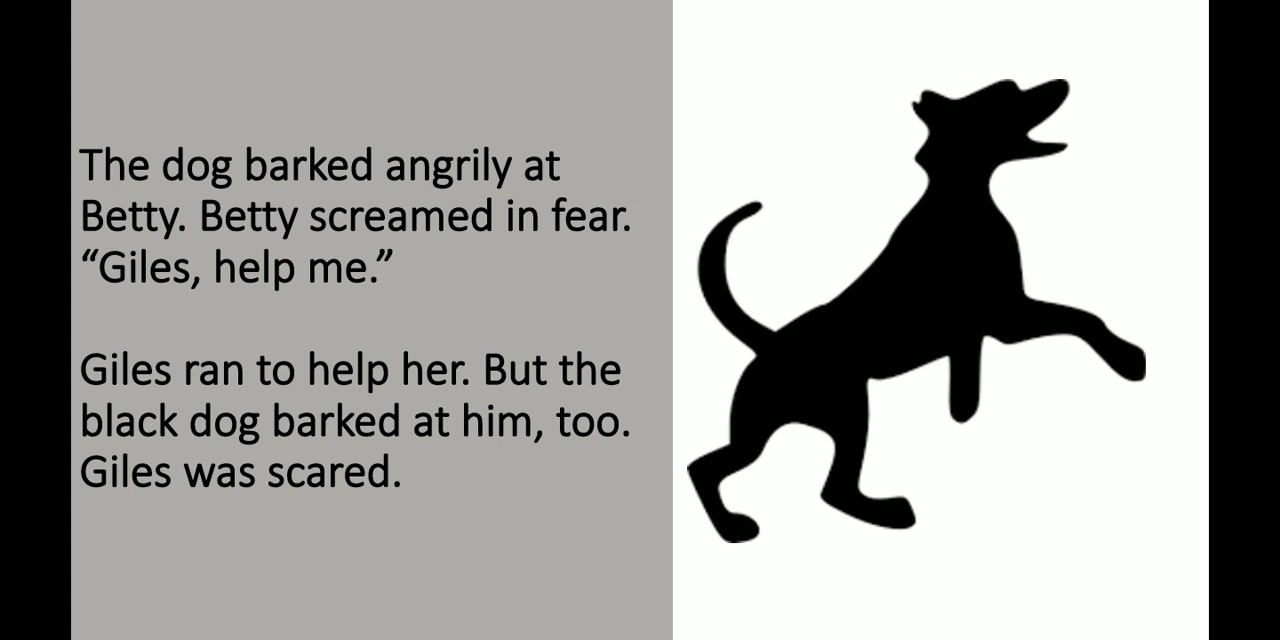 The dog barked angrily at
Betty. Betty screamed in fear.
“Giles, help me.”
Giles ran to help her. But the
black dog barked at him, too.
Giles was scared.